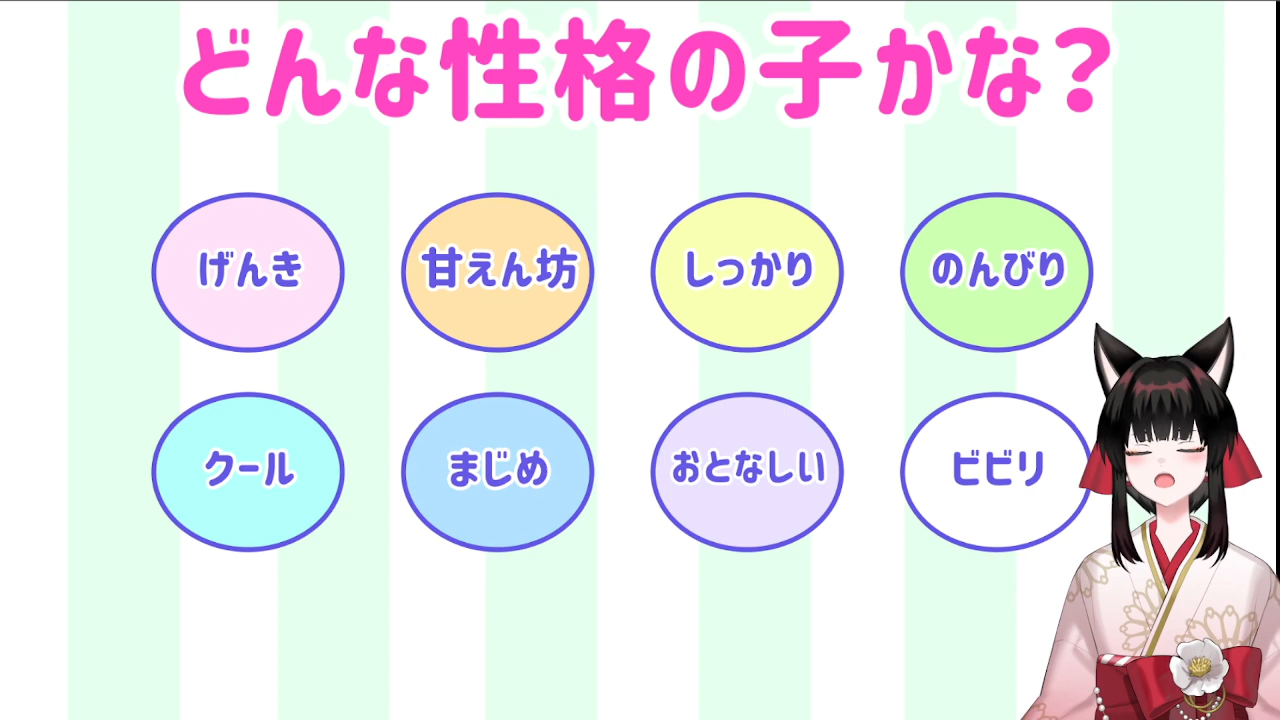 どんな性格の子かな?
げんき
甘えん坊
しっかり
のんびり
クール
まじめ
おとなしい
ビビリ